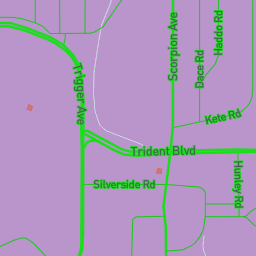 Haddo Rd
Scorpion Ave
Dace Rd
Trigger Ave
Kete Rd
Trident Blvd
Hunley Rd
Silverside Rd